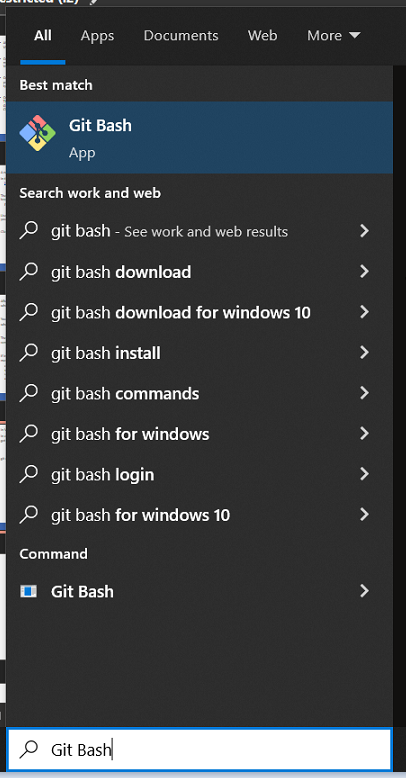 All Apps Documents Web More
Best match
Git Bash
App
Search work and web
git bash - See work and web results
git bash download
git bash download for windows 10
git bash install
git bash commands
git bash for windows
git bash login
git bash for windows 10
Command
Git Bash
Git Bash